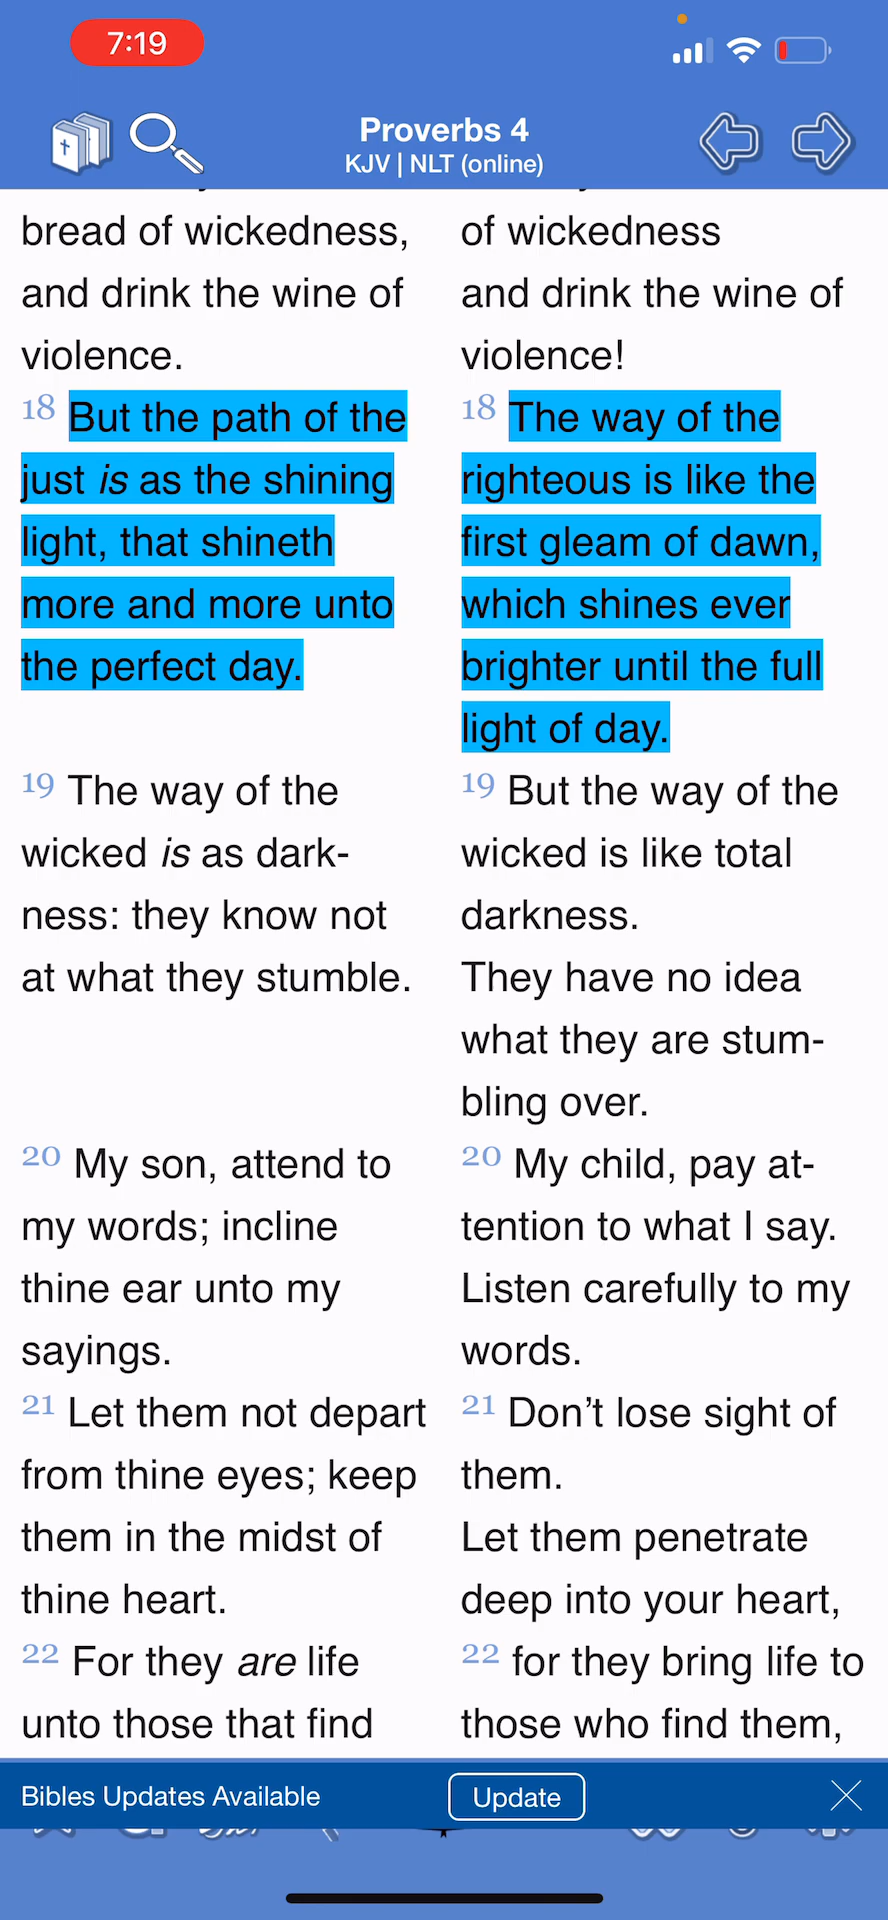 7:19
Proverbs 4
KJV | NLT (online)
bread of wickedness,
and drink the wine of
violence.
18 But the path of the
just is as the shining
light, that shineth
more and more unto
the perfect day.
19 The way of the
wicked is as dark-
ness: they know not
at what they stumble.
20 My son, attend to
my words; incline
thine ear unto my
sayings.
21 Let them not depart
from thine eyes; keep
them in the midst of
thine heart.
22 For they are life
unto those that find
of wickedness
and drink the wine of
violence!
18 The way of the
righteous is like the
first gleam of dawn,
which shines ever
brighter until the full
light of day.
19 But the way of the
wicked is like total
darkness.
They have no idea
what they are stum-
bling over.
20 My child, pay at-
tention to what I say.
Listen carefully to my
words.
21 Don’t lose sight of
them.
Let them penetrate
deep into your heart,
22 for they bring life to
those who find them,
Bibles Updates Available
Update